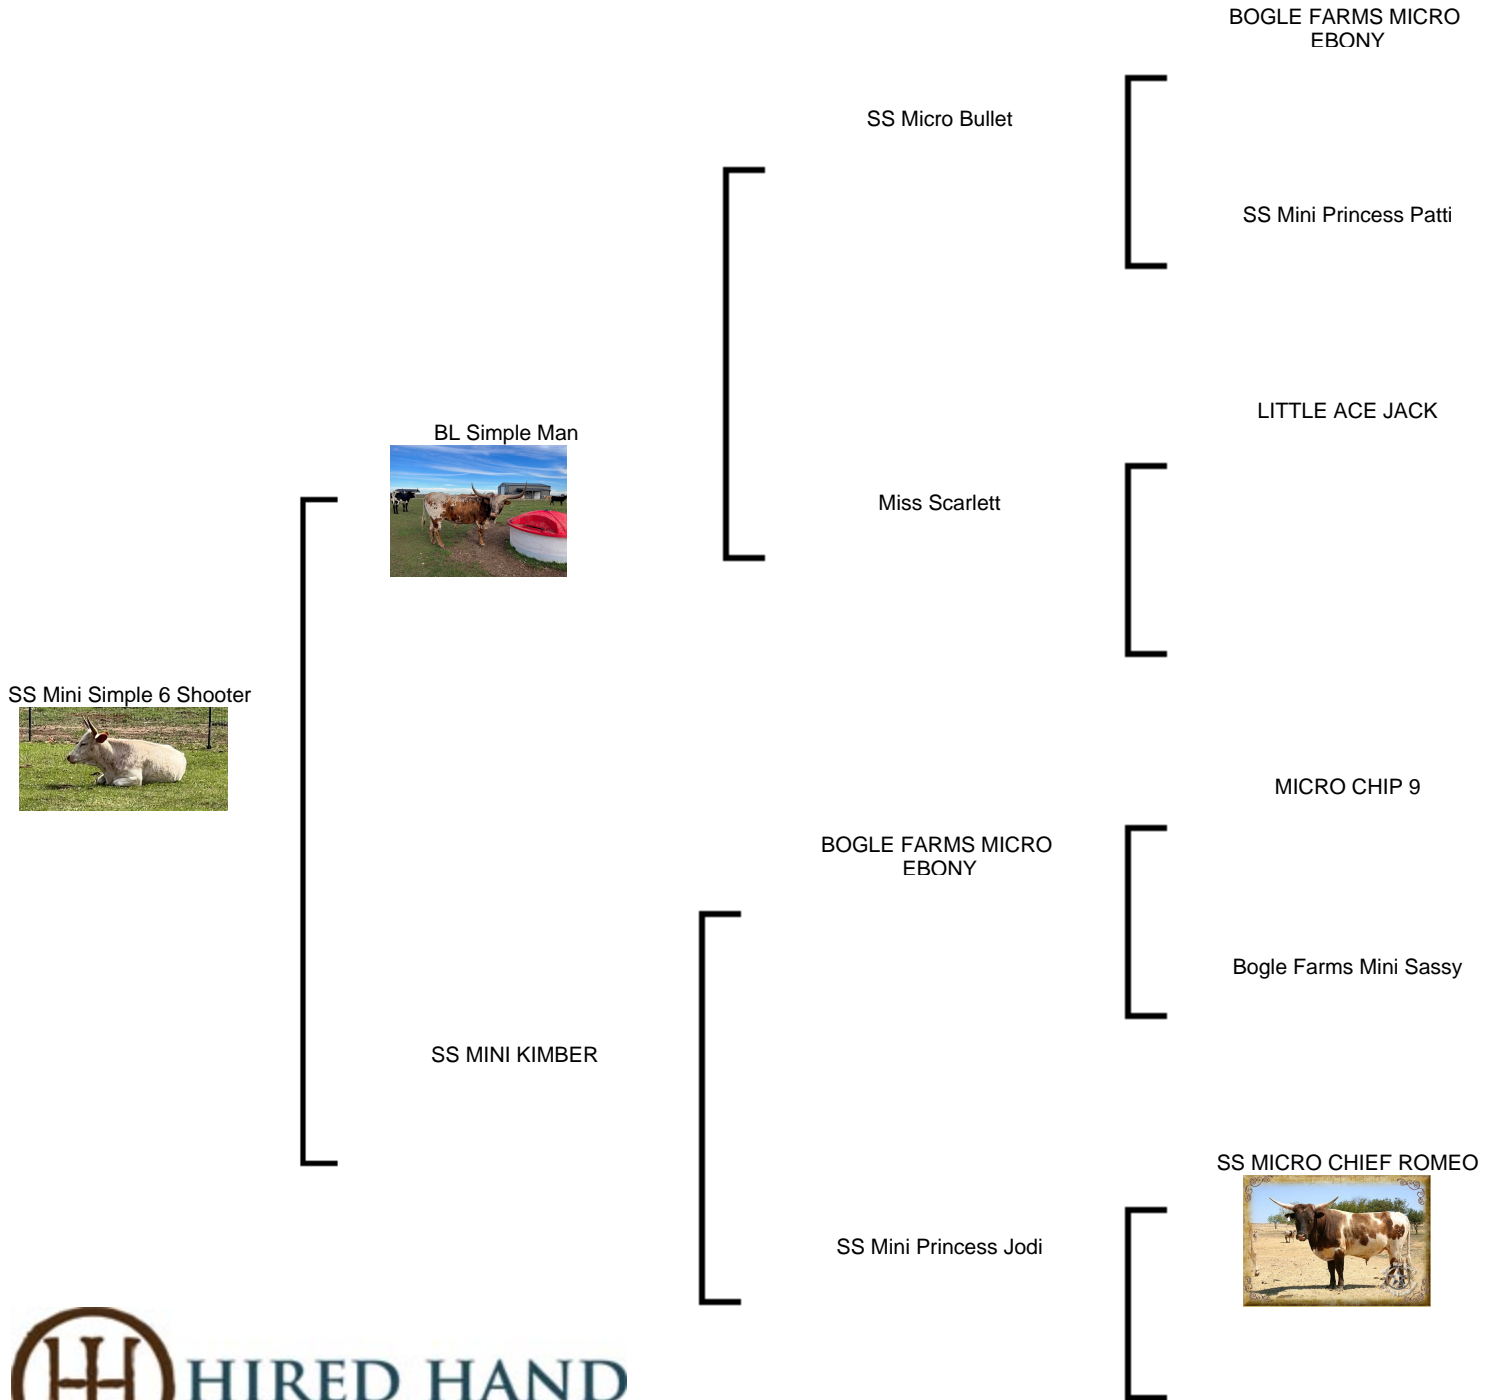 BOGLE FARMS MICRO
EBONY
SS Micro Bullet
SS Mini Princess Patti
LITTLE ACE JACK
BL Simple Man
Miss Scarlett
SS Mini Simple 6 Shooter
MICRO CHIP 9
BOGLE FARMS MICRO
EBONY
Bogle Farms Mini Sassy
SS MINI KIMBER
SS MICRO CHIEF ROMEO
SS Mini Princess Jodi
HIRED HAND